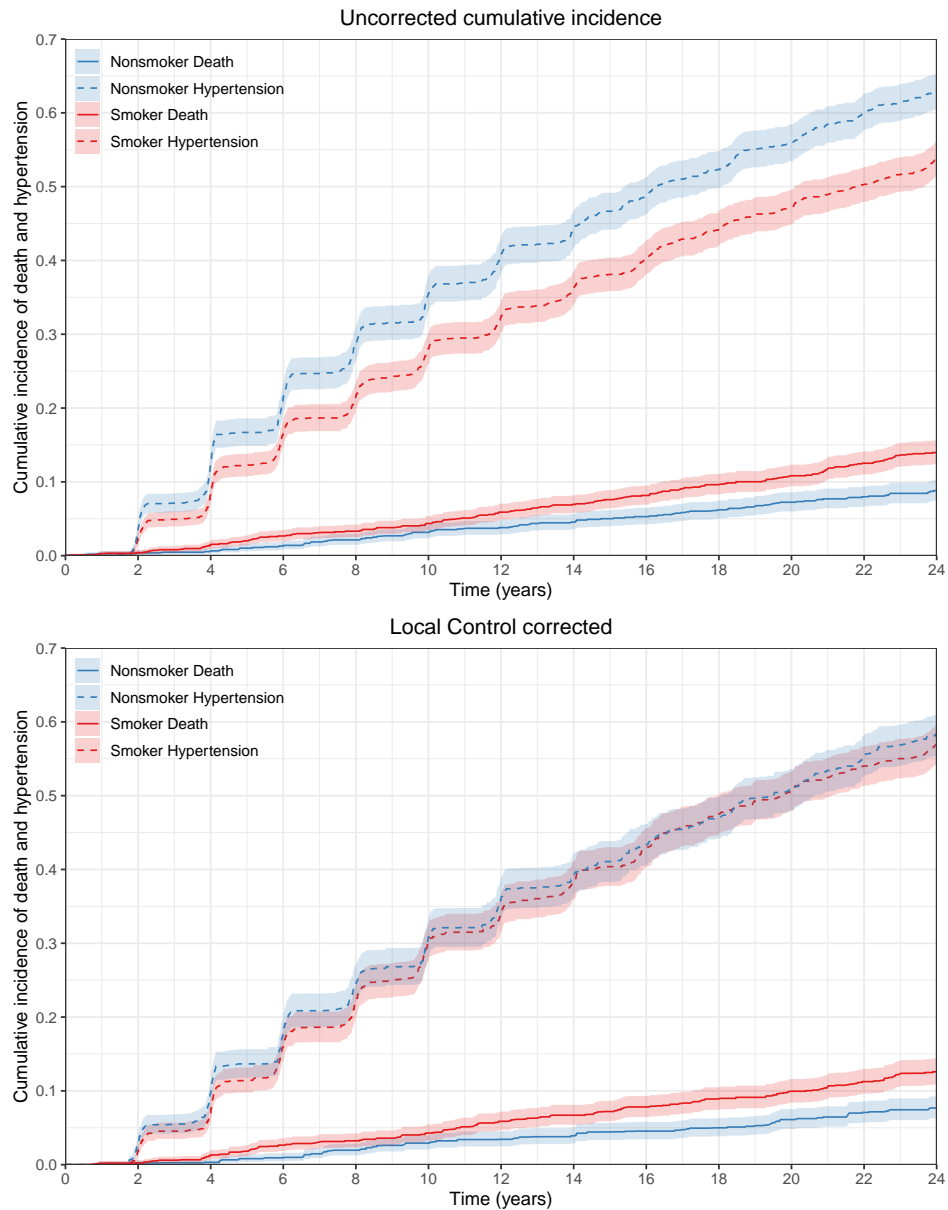 Uncorrected cumulative incidence
Cumulative incidence of death and hypertension
0.7
0.6
0.5
0.4
0.3
0.2
0.1
0.0
Nonsmoker Death
Nonsmoker Hypertension
Smoker Death
Smoker Hypertension
0 2 4 6 8 10 12 14 16 18 20 22 24
Time (years)
Local Control corrected
Cumulative incidence of death and hypertension
0.7
0.6
0.5
0.4
0.3
0.2
0.1
0.0
Nonsmoker Death
Nonsmoker Hypertension
Smoker Death
Smoker Hypertension
0 2 4 6 8 10 12 14 16 18 20 22 24
Time (years)